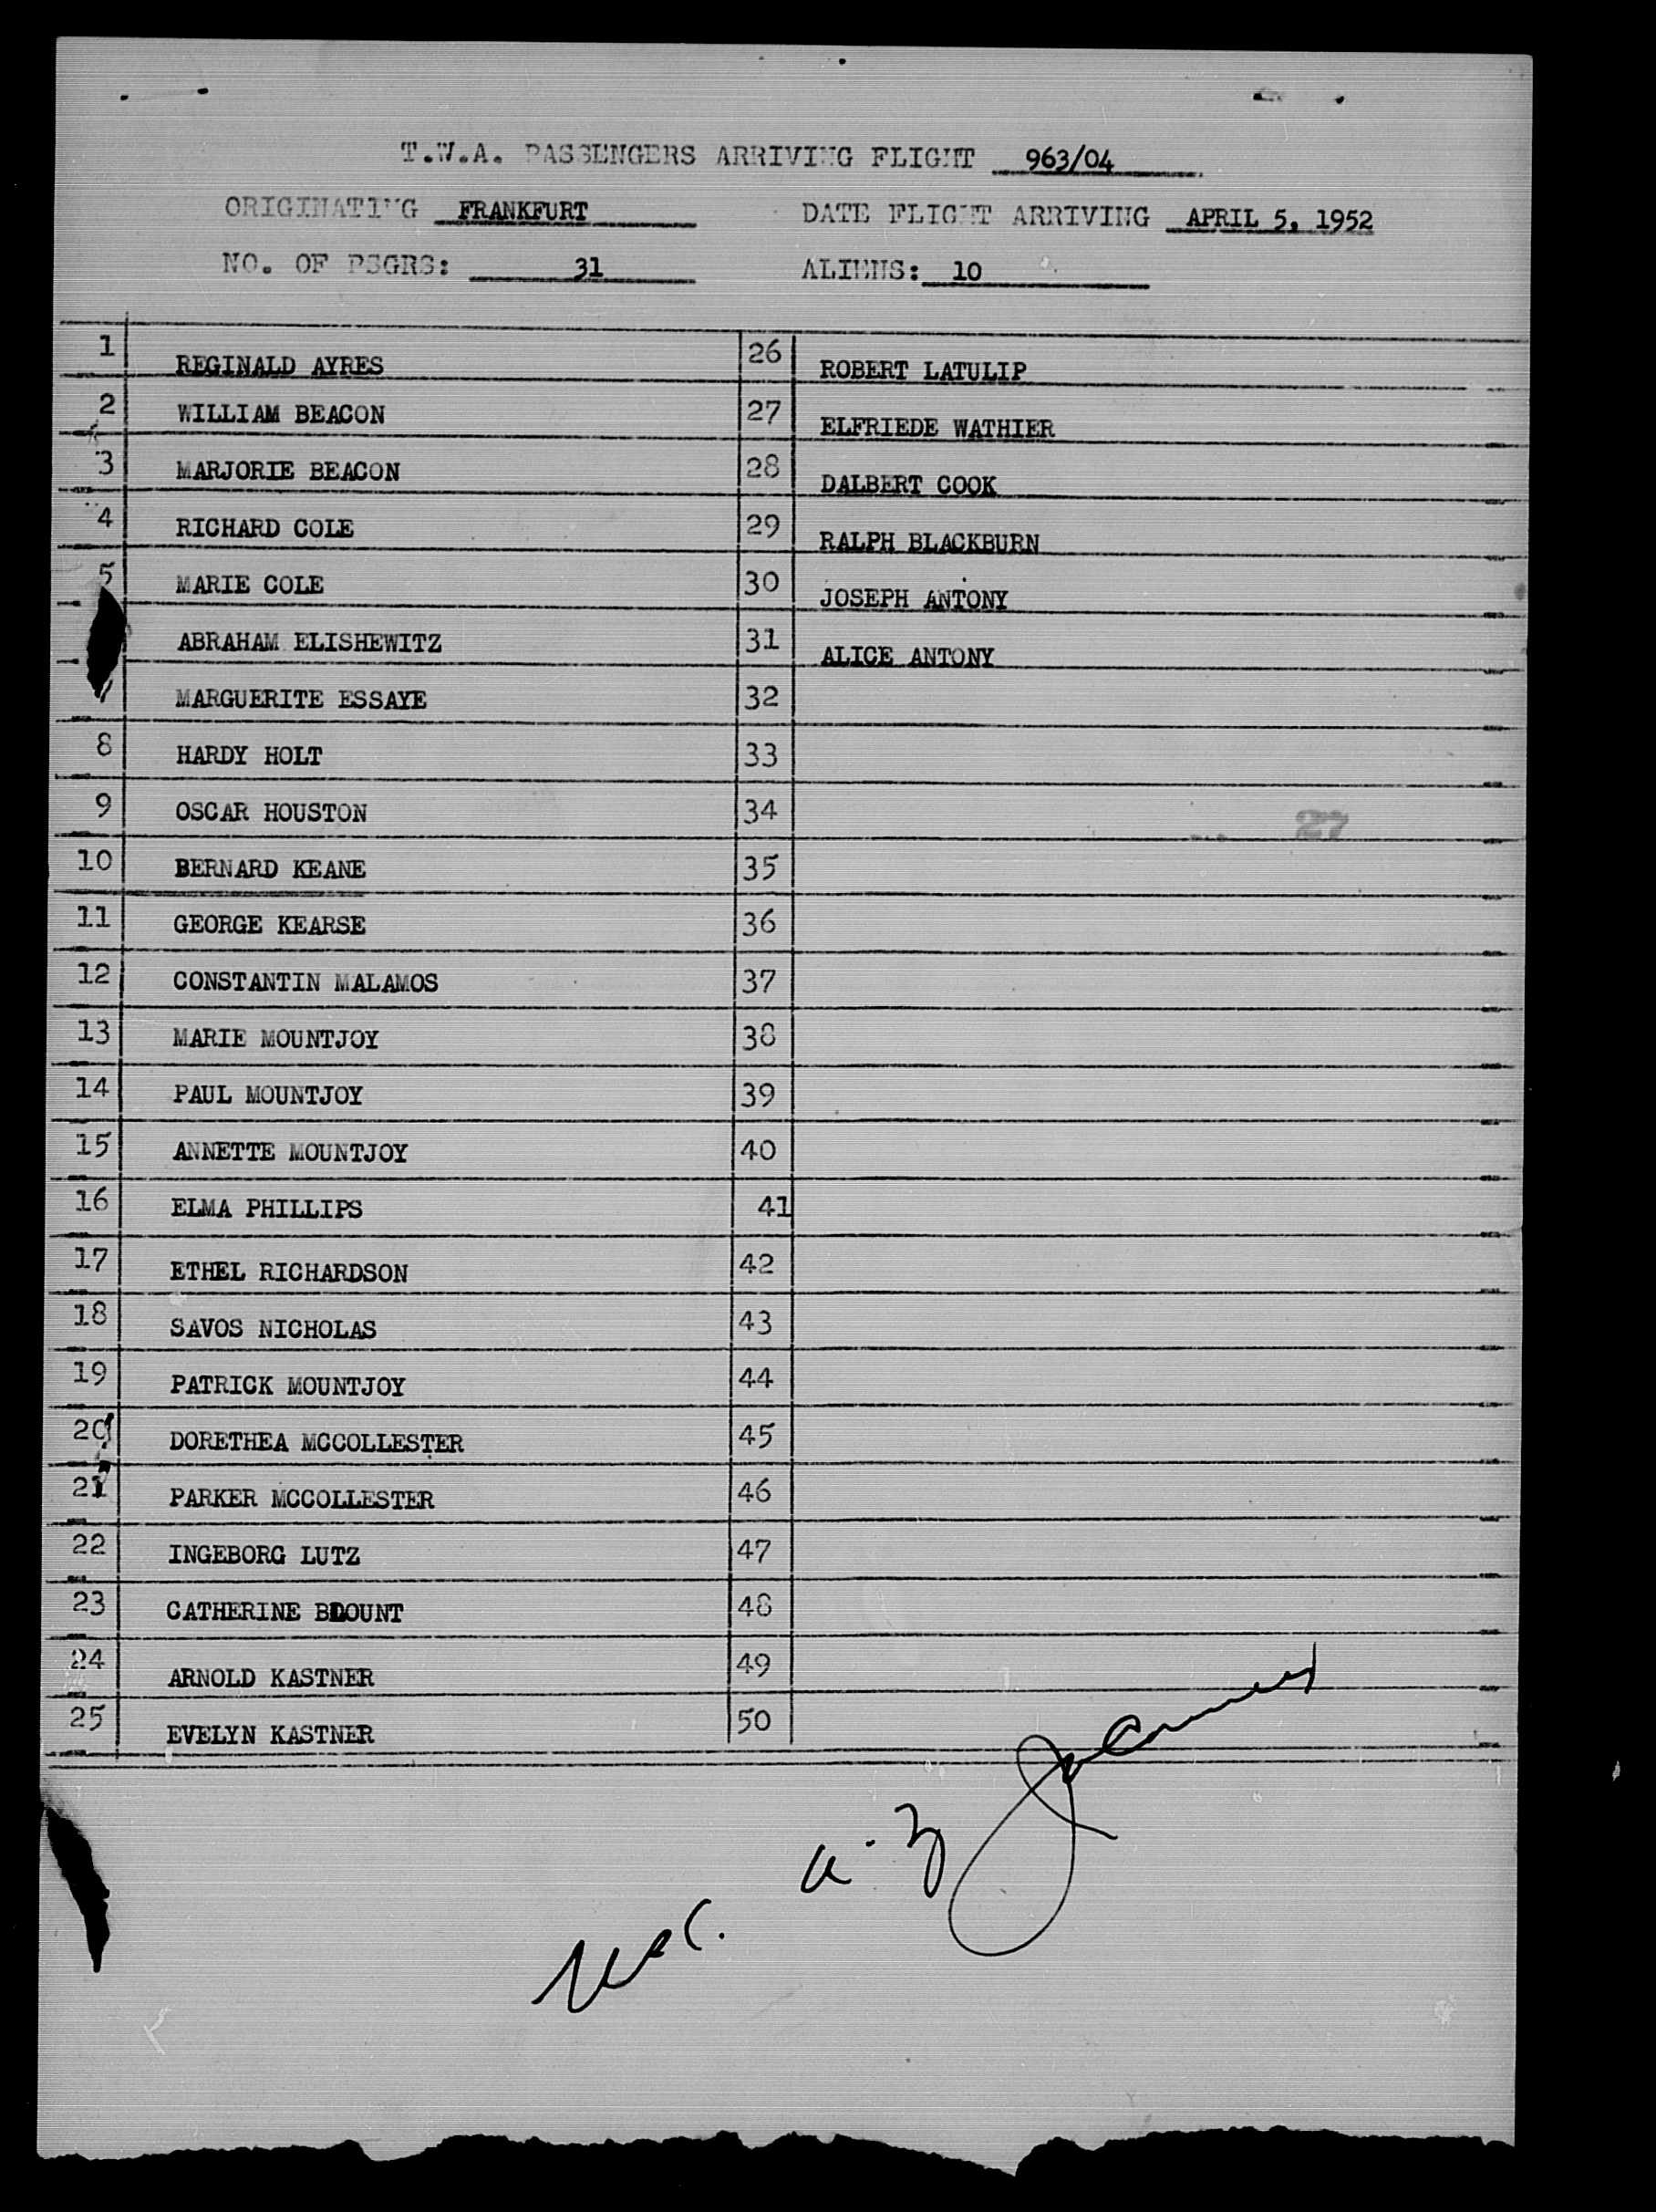 T.W.A. PASSENGERS ARRIVING FLIGHT 963/04
ORIGINATING FRANKFURT DATE FLIGHT ARRIVING APRIL 5, 1952
NO. OF PSGRS: 31 ALIENS: 10
1 REGINALD AYRES
2 WILLIAM BEACON
3 MARJORIE BEACON
4 RICHARD COLE
5 MARIE COLE
ABRAHAM ELISHEWITZ
7 MARGUERITE ESSAYE
8 HARDY HOLT
9 OSCAR HOUSTON
10 BERNARD KEANE
11 GEORGE KEARSE
12 CONSTANTIN MALAMOS
13 MARIE MOUNTJOY
14 PAUL MOUNTJOY
15 ANNETTE MOUNTJOY
16 ELMA PHILLIPS
17 ETHEL RICHARDSON
18 SAVOS NICHOLAS
19 PATRICK MOUNTJOY
20 DORETHEA MCCOLLESTER
21 PARKER MCCOLLESTER
22 INGEBORG LUTZ
23 CATHERINE BLOUNT
24 ARNOLD KASTNER
25 EVELYN KASTNER
26 ROBERT LATULIP
27 ELFRIEDE WATHIER
28 DALBERT COOK
29 RALPH BLACKBURN
30 JOSEPH ANTONY
31 ALICE ANTONY
32
33
34
27
35
36
37
38
39
40
41
42
43
44
45
46
47
48
49
50